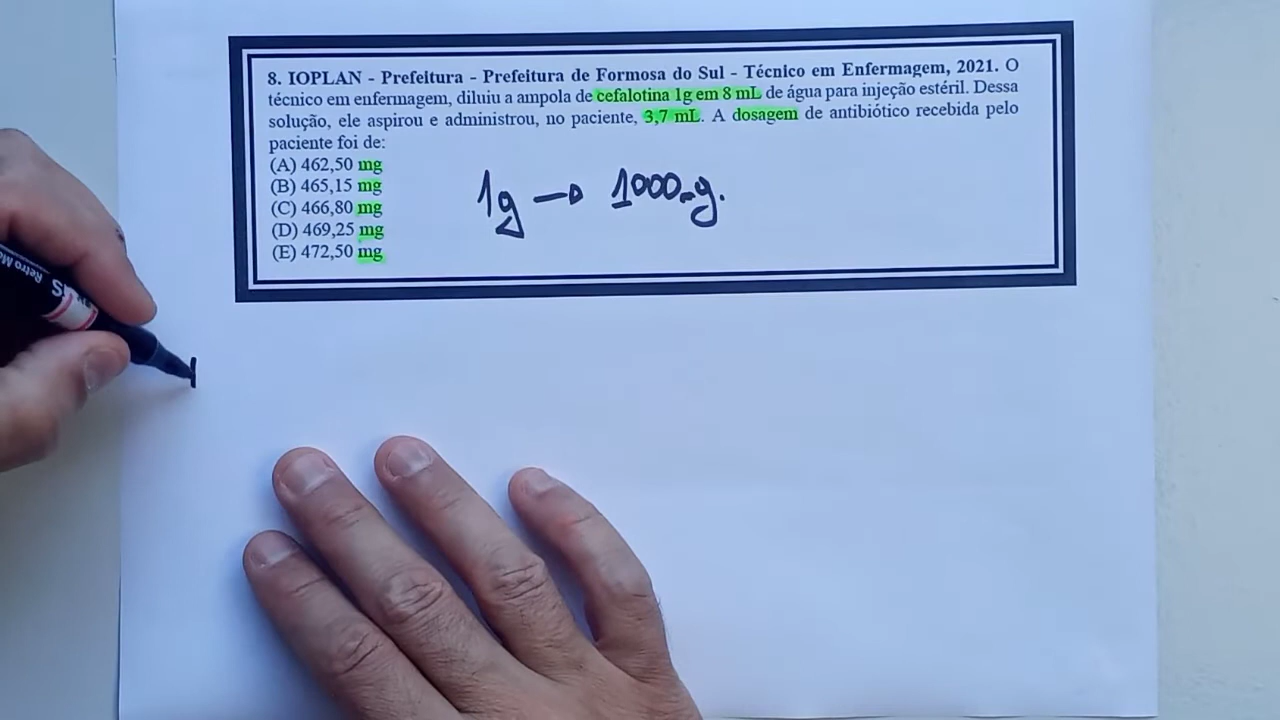 8. IOPLAN - Prefeitura - Prefeitura de Formosa do Sul - Técnico em Enfermagem, 2021. O
técnico em enfermagem, diluiu a ampola de cefalotina 1g em 8 mL de água para injeção estéril. Dessa
solução, ele aspirou e administrou, no paciente, 3,7 mL. A dosagem de antibiótico recebida pelo
paciente foi de:
(A) 462,50 mg
(B) 465,15 mg
(C) 466,80 mg
(D) 469,25 mg
(E) 472,50 mg
1g → 1000mg.
Retro